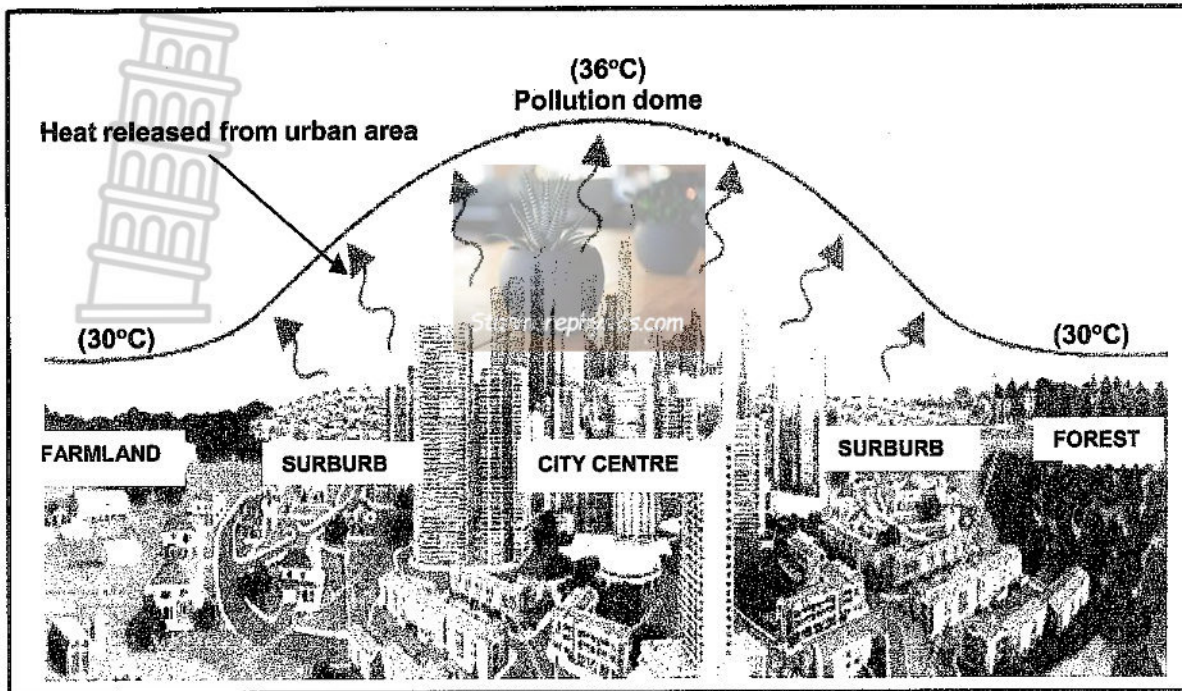 (36°C)
Pollution dome
Heat released from urban area
(30°C)
(30°C)
FARMLAND
SURBURB
CITY CENTRE
SURBURB
FOREST